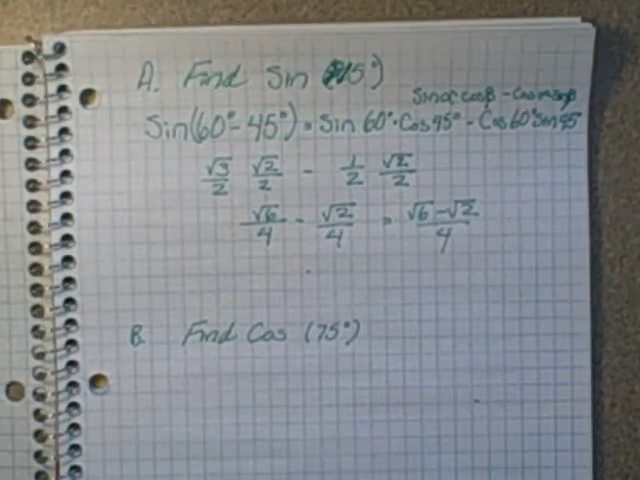 A. Find Sin (15°)
Sinα cosβ - Cosα sinβ
Sin(60° - 45°) = Sin 60° · Cos 45° - Cos 60° Sin 45
√3/2 √2/2 - 1/2 √2/2
√6/4 - √2/4 = √6-√2/4
B. Find Cos (75°)